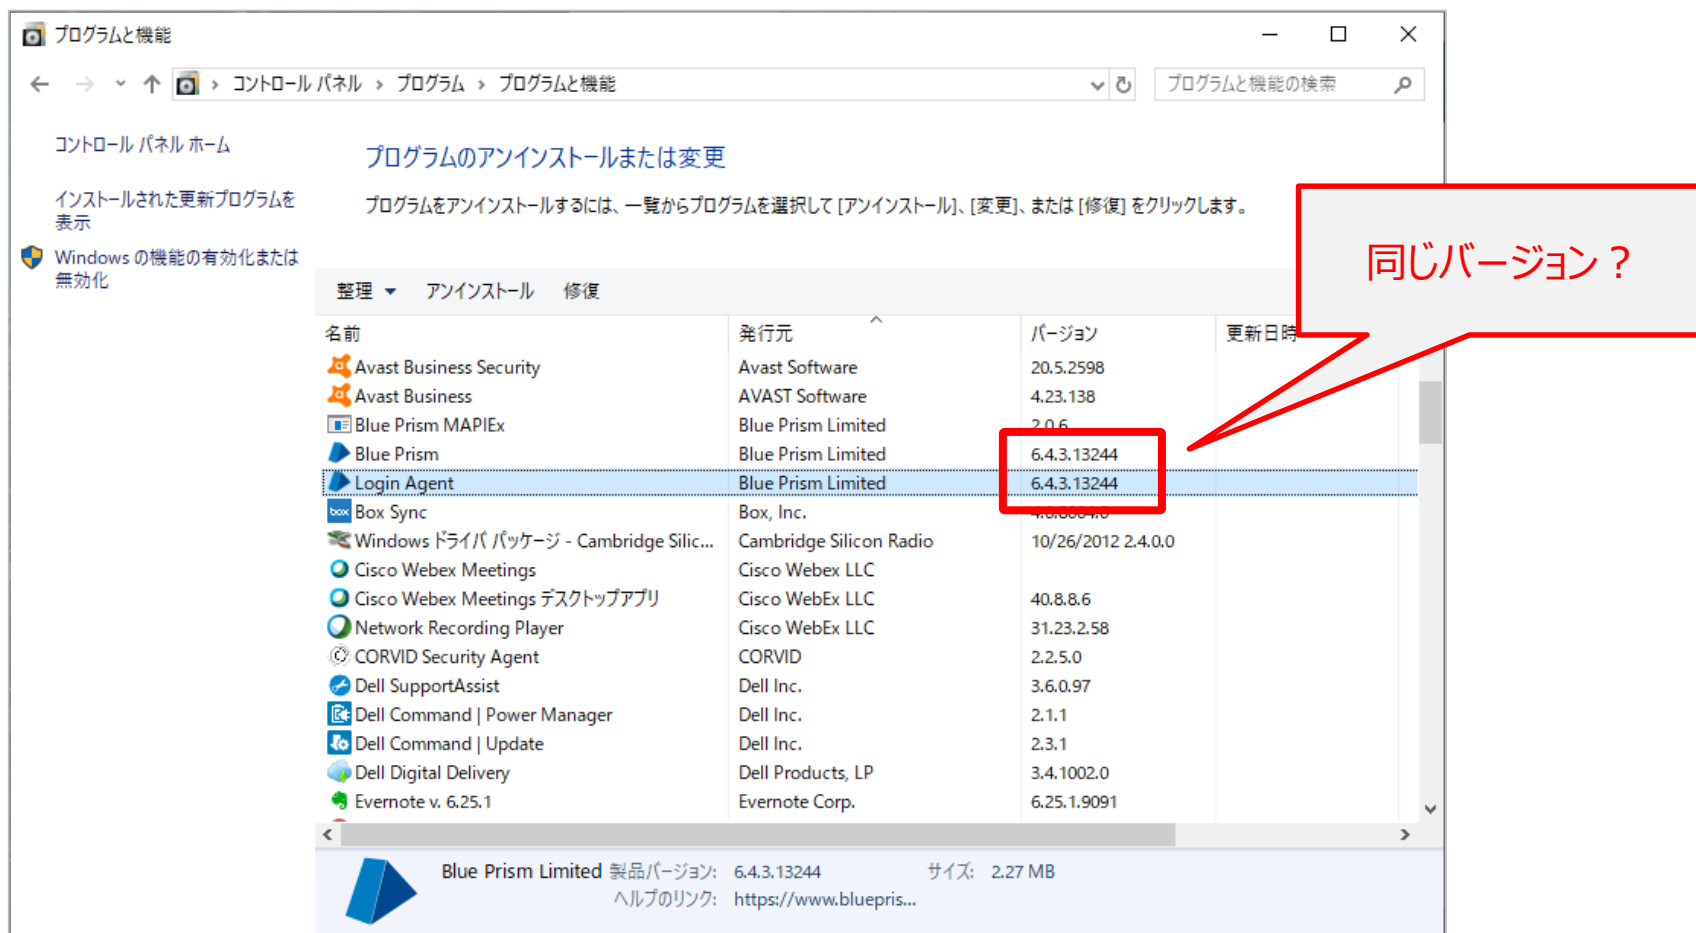 プログラムと機能
コントロール パネル › プログラム › プログラムと機能
プログラムと機能の検索
コントロール パネル ホーム
インストールされた更新プログラムを
表示
Windows の機能の有効化または
無効化
プログラムのアンインストールまたは変更
プログラムをアンインストールするには、一覧からプログラムを選択して [アンインストール]、[変更]、または [修復] をクリックします。
同じバージョン？
整理 アンインストール 修復
名前 発行元 バージョン 更新日時
Avast Business Security Avast Software 20.5.2598
Avast Business AVAST Software 4.23.138
Blue Prism MAPIEx Blue Prism Limited 2.0.6
Blue Prism Blue Prism Limited 6.4.3.13244
Login Agent Blue Prism Limited 6.4.3.13244
box Box Sync Box, Inc.
Windows ドライバ パッケージ - Cambridge Silic... Cambridge Silicon Radio 10/26/2012 2.4.0.0
Cisco Webex Meetings Cisco Webex LLC
Cisco Webex Meetings デスクトップアプリ Cisco WebEx LLC 40.8.8.6
Network Recording Player Cisco WebEx LLC 31.23.2.58
CORVID Security Agent CORVID 2.2.5.0
Dell SupportAssist Dell Inc. 3.6.0.97
Dell Command | Power Manager Dell Inc. 2.1.1
Dell Command | Update Dell Inc. 2.3.1
Dell Digital Delivery Dell Products, LP 3.4.1002.0
Evernote v. 6.25.1 Evernote Corp. 6.25.1.9091
Blue Prism Limited 製品バージョン: 6.4.3.13244 サイズ: 2.27 MB
ヘルプのリンク: https://www.bluepris...